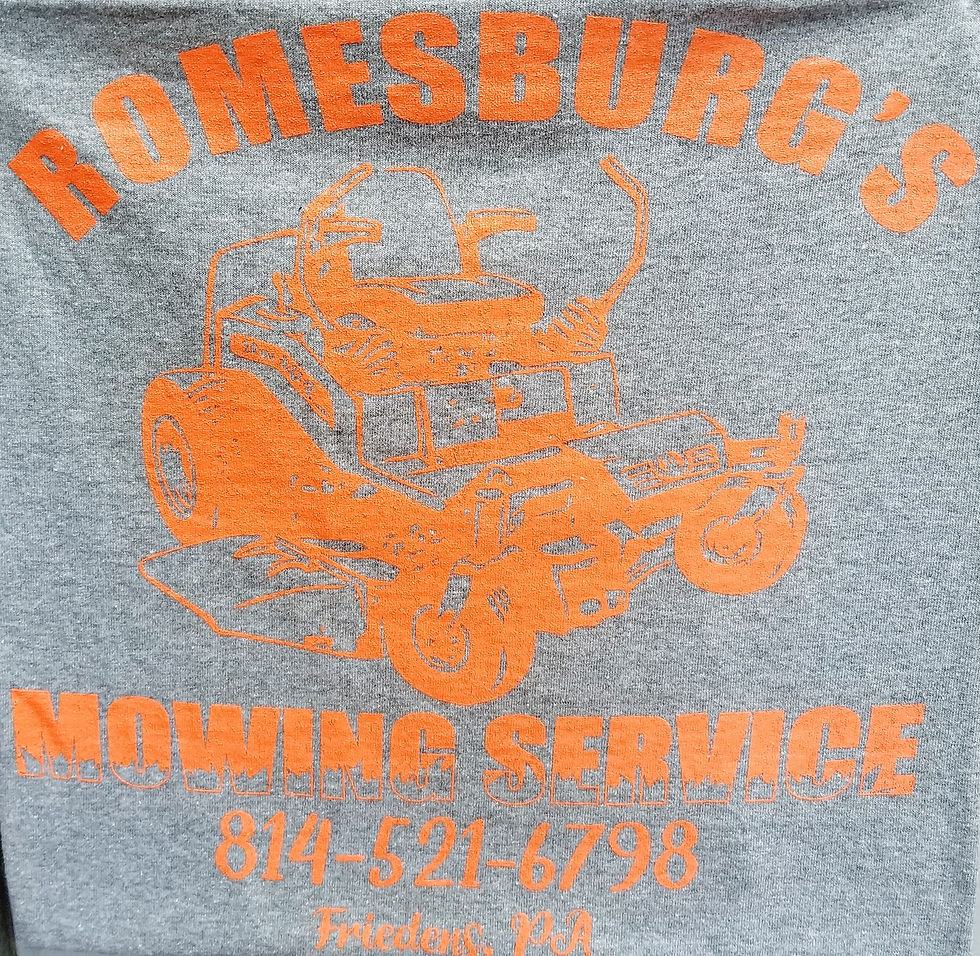 ROMESBURG'S
MOWING SERVICE
814-521-6798
Friedens, PA